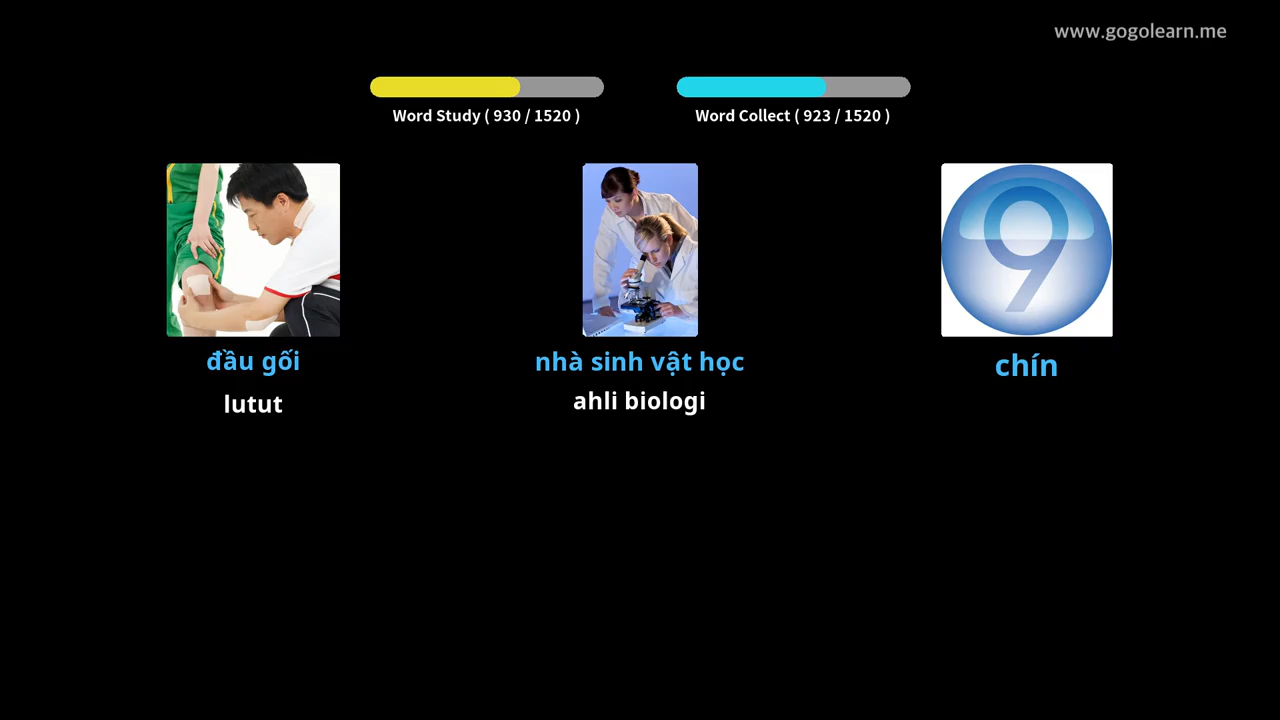 www.gogolearn.me
Word Study ( 930 / 1520 )
Word Collect ( 923 / 1520 )
9
đầu gối
nhà sinh vật học
chín
lutut
ahli biologi